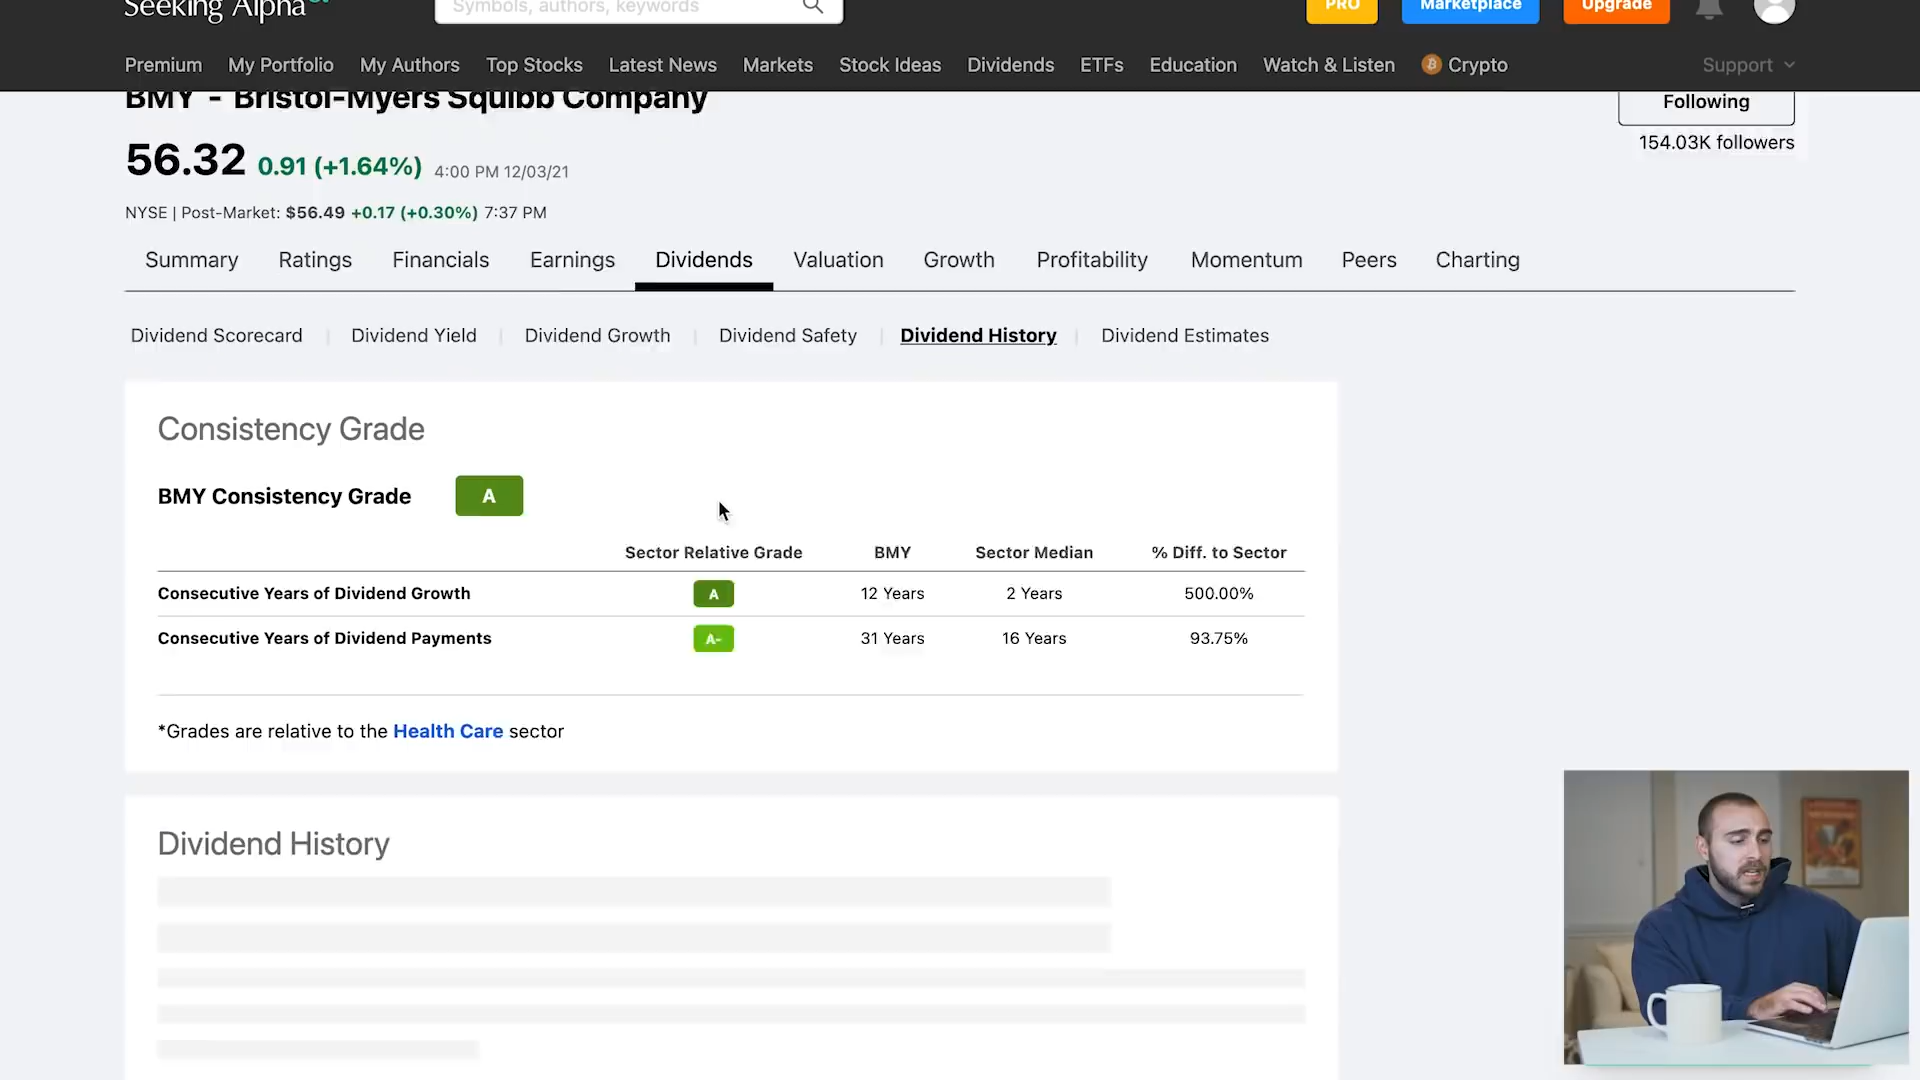 Seeking Alpha
Symbols, authors, keywords
PRO
Marketplace
Upgrade
Premium My Portfolio My Authors Top Stocks Latest News Markets Stock Ideas Dividends ETFs Education Watch & Listen Crypto Support
BMY - Bristol-Myers Squibb Company
Following
154.03K followers
56.32 0.91 (+1.64%) 4:00 PM 12/03/21
NYSE | Post-Market: $56.49 +0.17 (+0.30%) 7:37 PM
Summary Ratings Financials Earnings Dividends Valuation Growth Profitability Momentum Peers Charting
Dividend Scorecard | Dividend Yield | Dividend Growth | Dividend Safety | Dividend History | Dividend Estimates
Consistency Grade
BMY Consistency Grade A
Sector Relative Grade BMY Sector Median % Diff. to Sector
Consecutive Years of Dividend Growth A 12 Years 2 Years 500.00%
Consecutive Years of Dividend Payments A- 31 Years 16 Years 93.75%
*Grades are relative to the Health Care sector
Dividend History